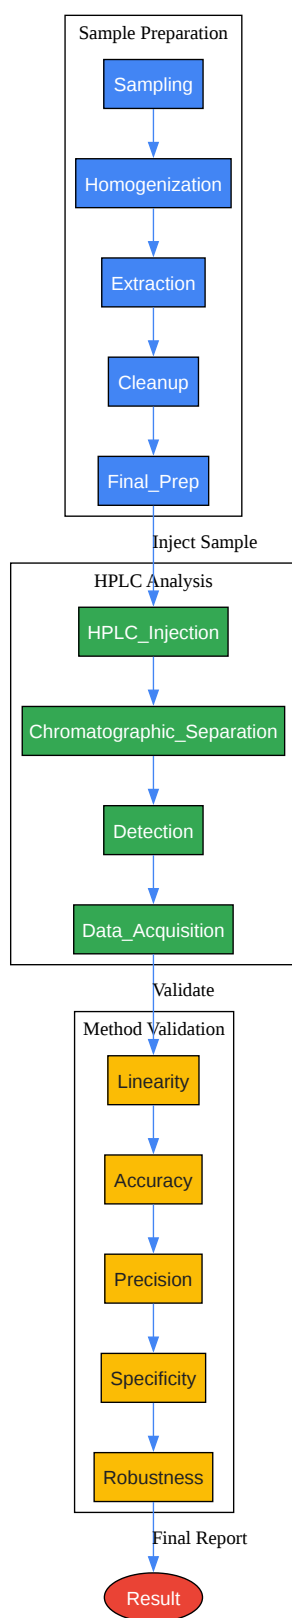 Sample Preparation
Sampling
Homogenization
Extraction
Cleanup
Final_Prep
Inject Sample
HPLC Analysis
HPLC_Injection
Chromatographic_Separation
Detection
Data_Acquisition
Validate
Method Validation
Linearity
Accuracy
Precision
Specificity
Robustness
Final Report
Result